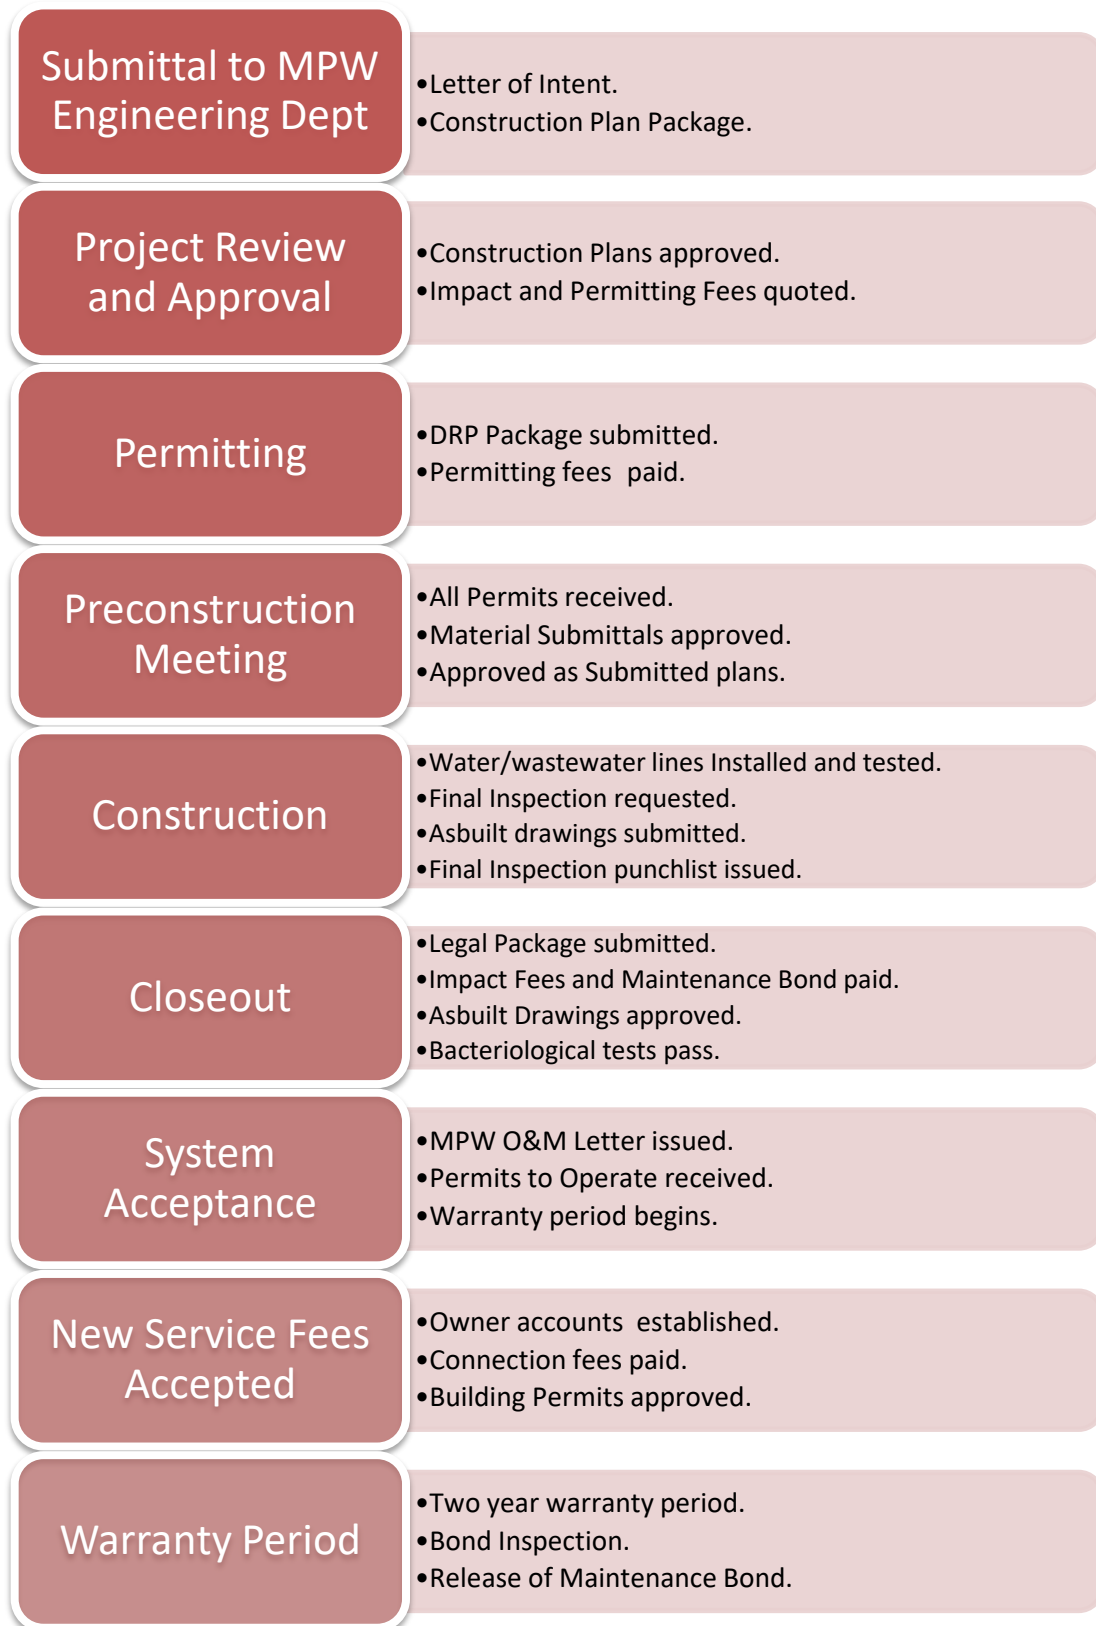 Submittal to MPW
Engineering Dept
•Letter of Intent.
•Construction Plan Package.
Project Review
and Approval
•Construction Plans approved.
•Impact and Permitting Fees quoted.
Permitting
•DRP Package submitted.
•Permitting fees paid.
Preconstruction
Meeting
•All Permits received.
•Material Submittals approved.
•Approved as Submitted plans.
Construction
•Water/wastewater lines Installed and tested.
•Final Inspection requested.
•Asbuilt drawings submitted.
•Final Inspection punchlist issued.
Closeout
•Legal Package submitted.
•Impact Fees and Maintenance Bond paid.
•Asbuilt Drawings approved.
•Bacteriological tests pass.
System
Acceptance
•MPW O&M Letter issued.
•Permits to Operate received.
•Warranty period begins.
New Service Fees
Accepted
•Owner accounts established.
•Connection fees paid.
•Building Permits approved.
Warranty Period
•Two year warranty period.
•Bond Inspection.
•Release of Maintenance Bond.